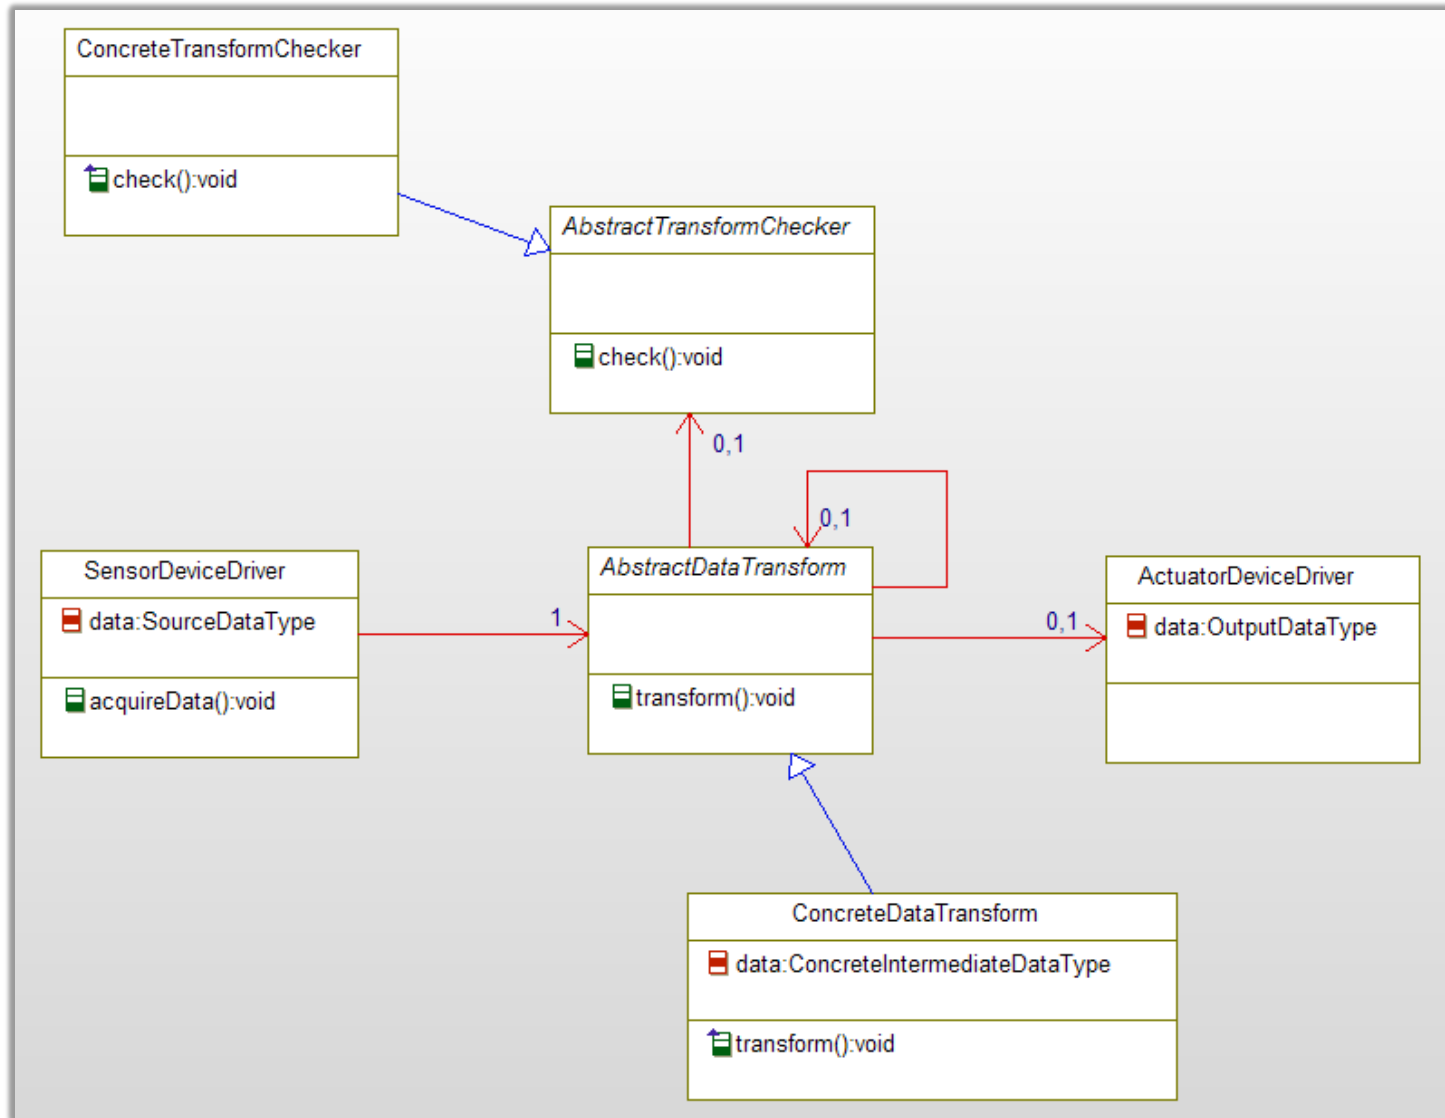 ConcreteTransformChecker
check():void
AbstractTransformChecker
check():void
0,1
0,1
SensorDeviceDriver
data:SourceDataType
acquireData():void
1
AbstractDataTransform
transform():void
0,1
ActuatorDeviceDriver
data:OutputDataType
ConcreteDataTransform
data:ConcreteIntermediateDataType
transform():void